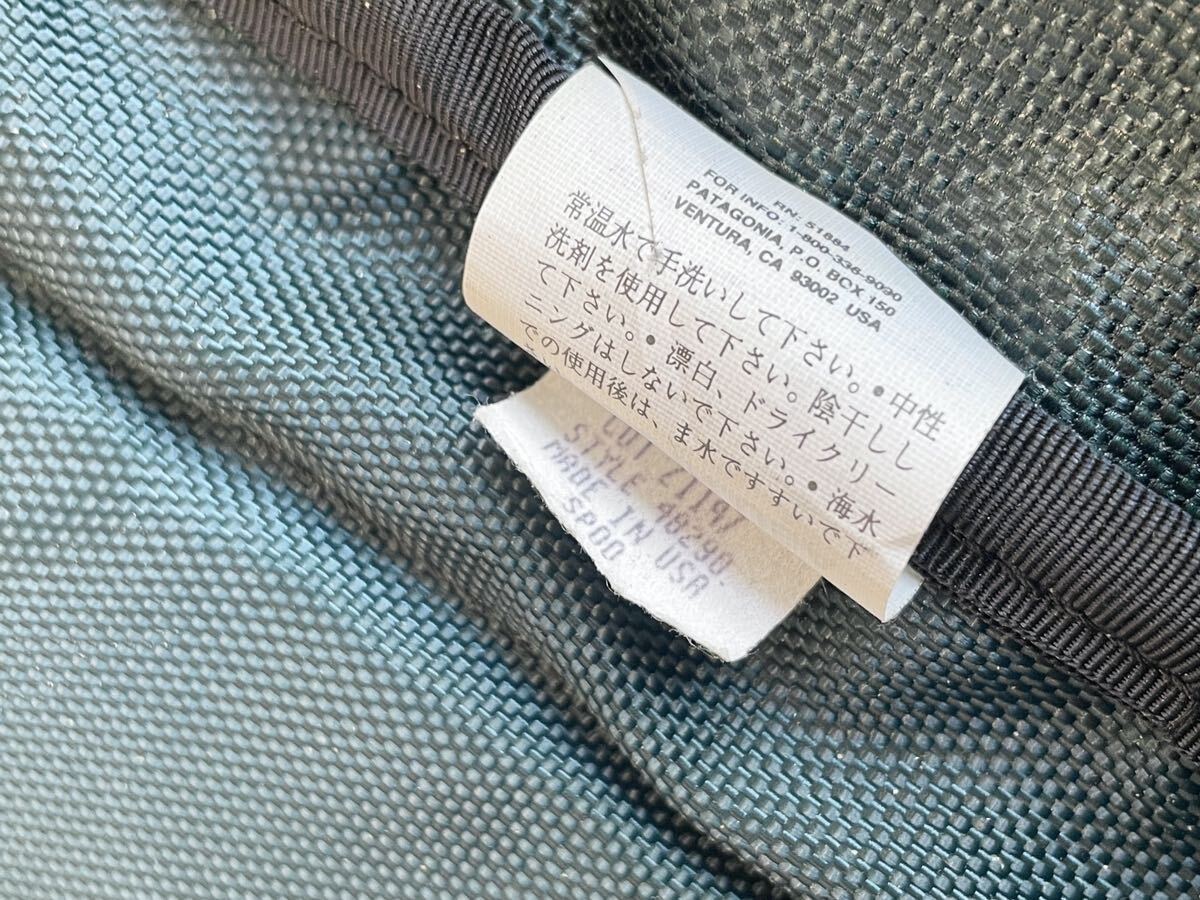 RN: 51884
FOR INFO: 1-800-336-9090
PATAGONIA, P.O. BOX 150
VENTURA, CA 93002 USA
常温水で手洗いして下さい。・中性
洗剤を使用して下さい。陰干しし
て下さい。・漂白、ドライクリー
ニングはしないで下さい。・海水
での使用後は、ま水ですすいで下
STYLE
MADE IN USA
SP00